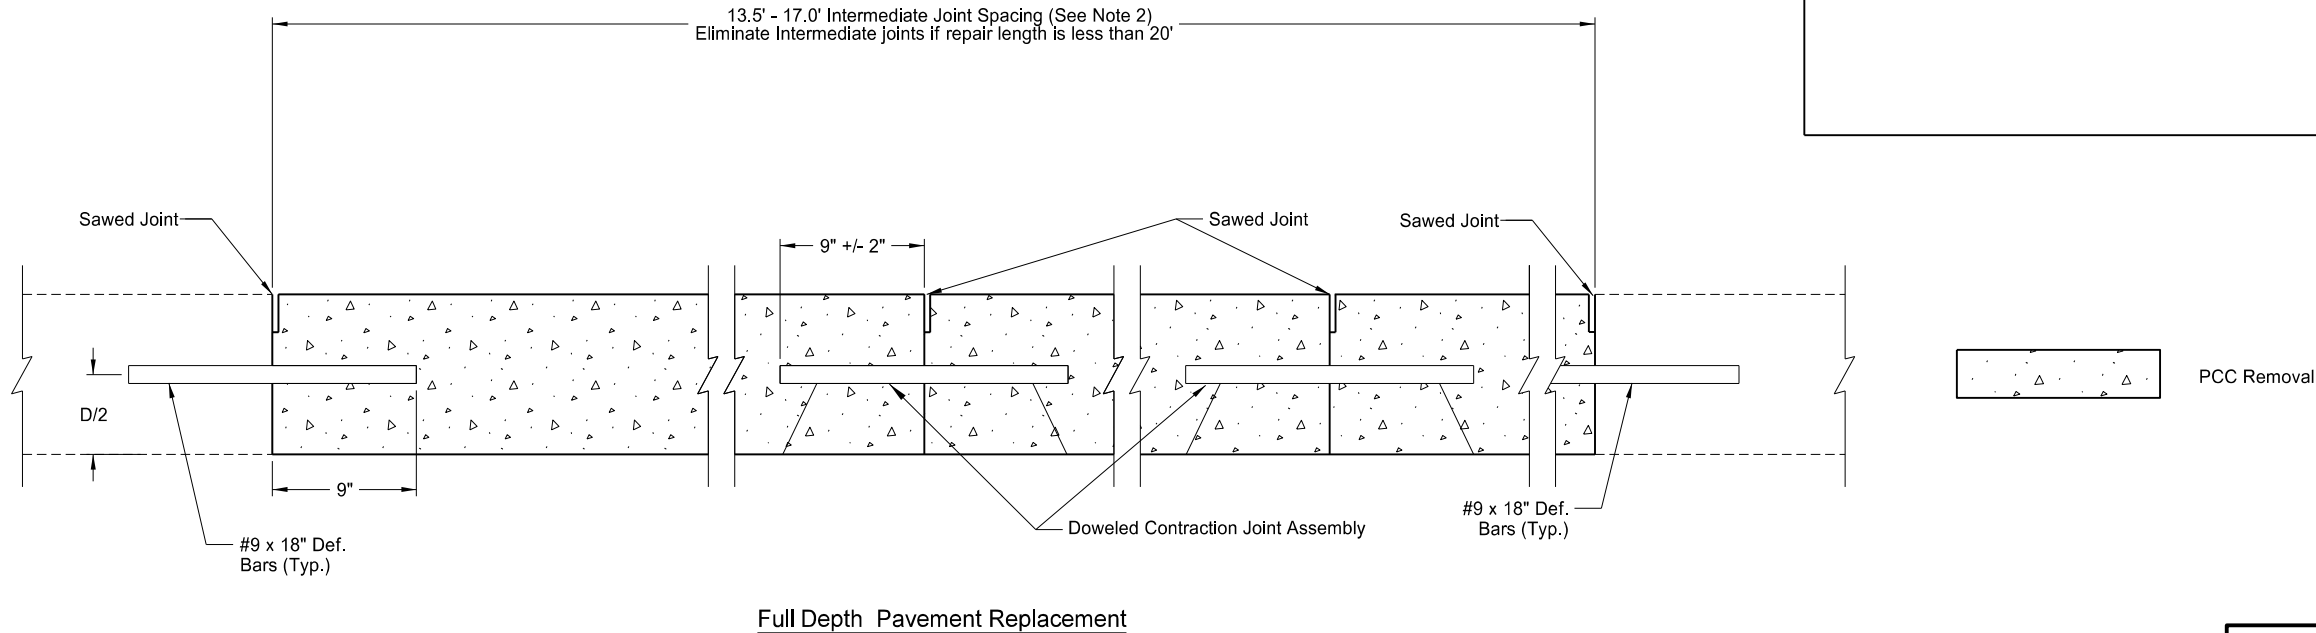 13.5' - 17.0' Intermediate Joint Spacing (See Note 2)
Eliminate Intermediate joints if repair length is less than 20'
Sawed Joint
Sawed Joint
Sawed Joint
9" +/- 2"
D/2
PCC Removal
9"
#9 x 18" Def.
Bars (Typ.)
Doweled Contraction Joint Assembly
#9 x 18" Def.
Bars (Typ.)
Full Depth Pavement Replacement